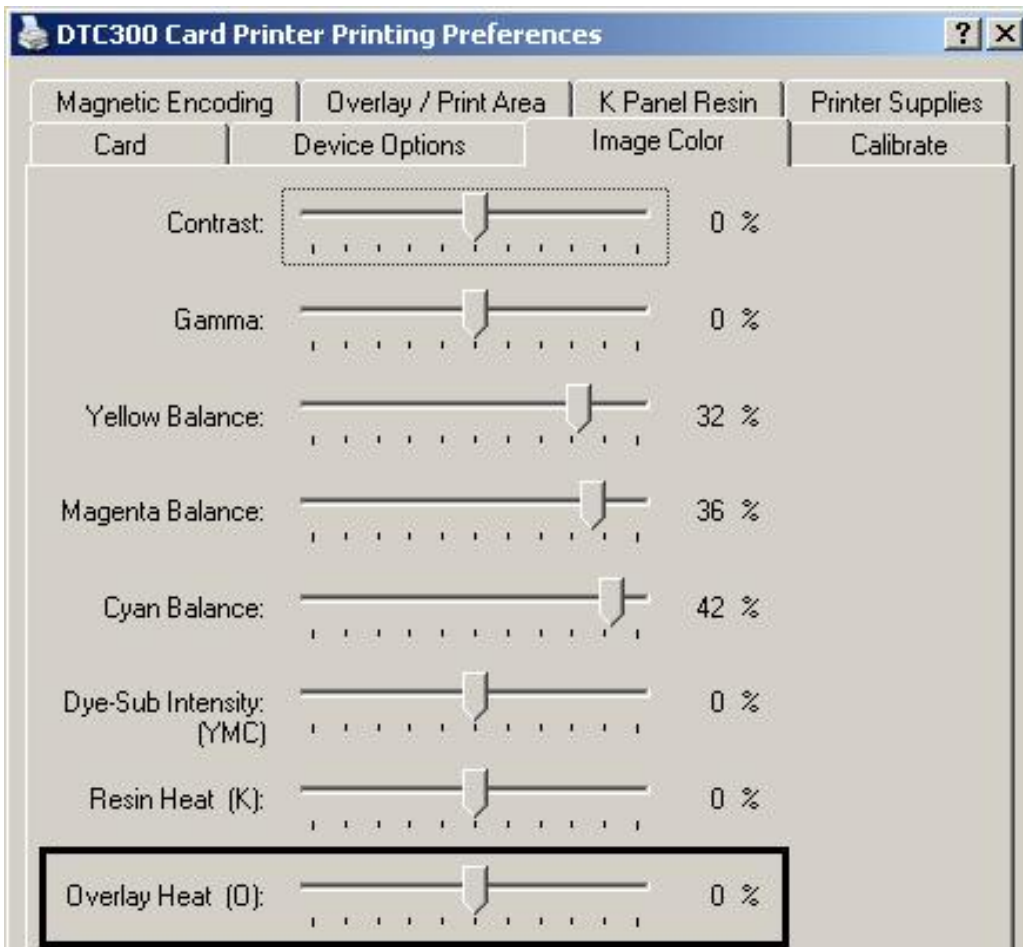 DTC300 Card Printer Printing Preferences
Magnetic Encoding Overlay / Print Area K Panel Resin Printer Supplies
Card Device Options Image Color Calibrate
Contrast: 0 %
Gamma: 0 %
Yellow Balance: 32 %
Magenta Balance: 36 %
Cyan Balance: 42 %
Dye-Sub Intensity: 0 %
(YMC)
Resin Heat (K): 0 %
Overlay Heat (O): 0 %